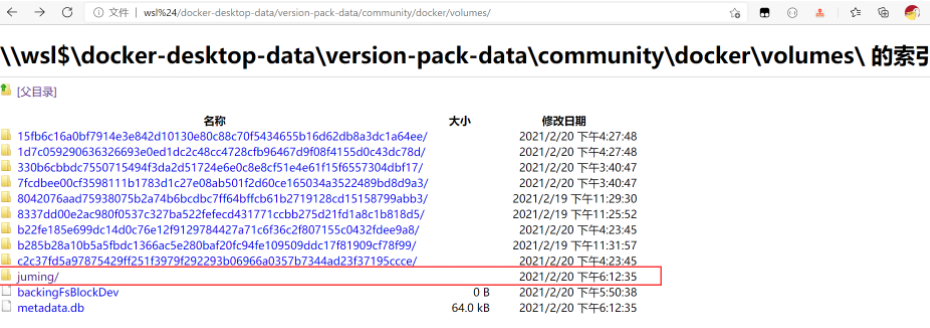 文件 | wsl%24/docker-desktop-data/version-pack-data/community/docker/volumes/
\\wsl$\docker-desktop-data\version-pack-data\community\docker\volumes\ 的索引
[父目录]
名称 大小 修改日期
15fb6c16a0bf7914e3e842d10130e80c88c70f5434655b16d62db8a3dc1a64ee/ 2021/2/20 下午4:27:48
1d7c059290636326693e0ed1dc2c48cc4728cfb96467d9f08f4155d0c43dc78d/ 2021/2/20 下午4:27:48
330b6cbbdc7550715494f3da2d51724e6e0c8e8cf51e4e61f15f6557304dbf17/ 2021/2/20 下午3:40:47
7fcdbee00cf3598111b1783d1c27e08ab501f2d60ce165034a3522489bd8d9a3/ 2021/2/20 下午3:40:47
8042076aad75938075b2a74b6bcdbc7ff64bffcb61b2719128cd15158799abb3/ 2021/2/19 下午11:29:30
8337dd00e2ac980f0537c327ba522fefecd431771ccbb275d21fd1a8c1b818d5/ 2021/2/19 下午11:25:52
b22fe185e699dc14d0c76e12f9129784427a71c6f36c2f807155c0432fdee9a8/ 2021/2/20 下午4:23:45
b285b28a10b5a5fbdc1366ac5e280baf20fc94fe109509ddc17f81909cf78f99/ 2021/2/19 下午11:31:57
c2c37fd5a97875429ff251f3979f292293b06966a0357b7344ad23f37195ccce/ 2021/2/20 下午4:23:45
juming/ 2021/2/20 下午6:12:35
backingFsBlockDev 0 B 2021/2/20 下午5:50:38
metadata.db 64.0 kB 2021/2/20 下午6:12:35